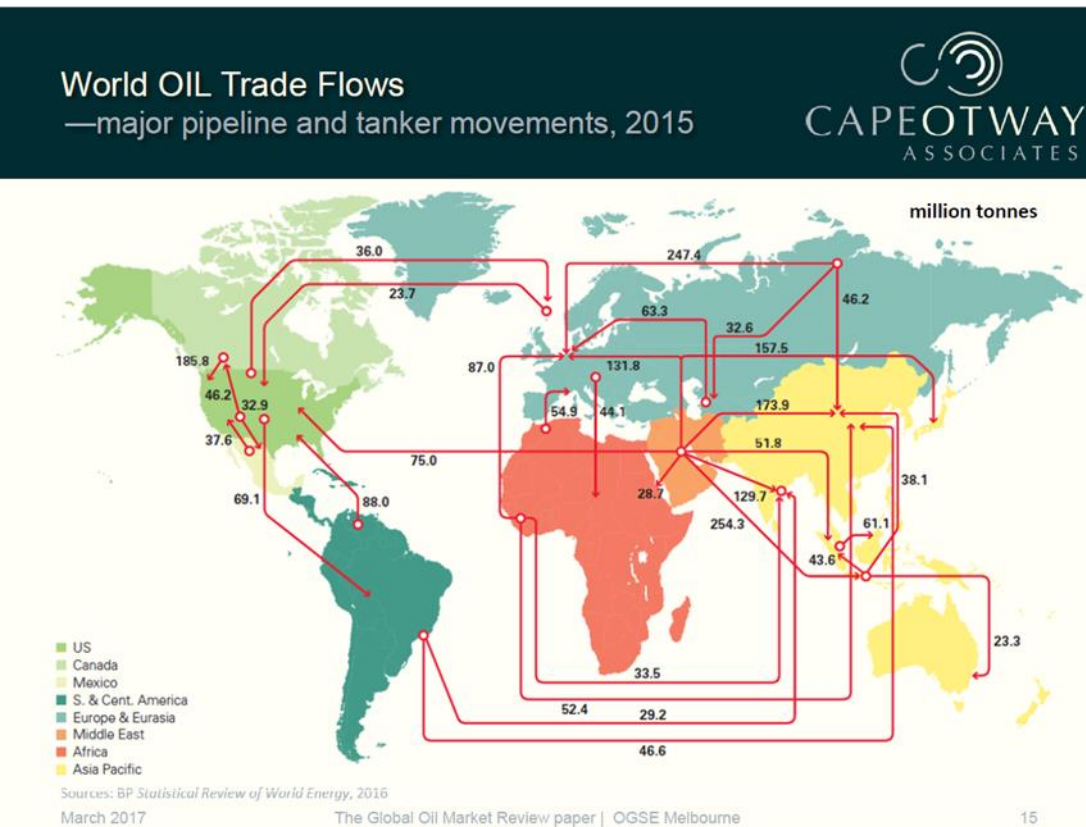 World OIL Trade Flows
—major pipeline and tanker movements, 2015
CAPEOTWAY
ASSOCIATES
million tonnes
36.0
247.4
23.7
46.2
63.3
32.6
157.5
185.8
87.0
131.8
46.2
32.9
173.9
54.9
44.1
37.6
51.8
75.0
38.1
69.1
88.0
28.7
129.7
254.3
61.1
43.6
23.3
33.5
52.4
29.2
46.6
US
Canada
Mexico
S. & Cent. America
Europe & Eurasia
Middle East
Africa
Asia Pacific
Sources: BP Statistical Review of World Energy, 2016
March 2017
The Global Oil Market Review paper | OGSE Melbourne
15